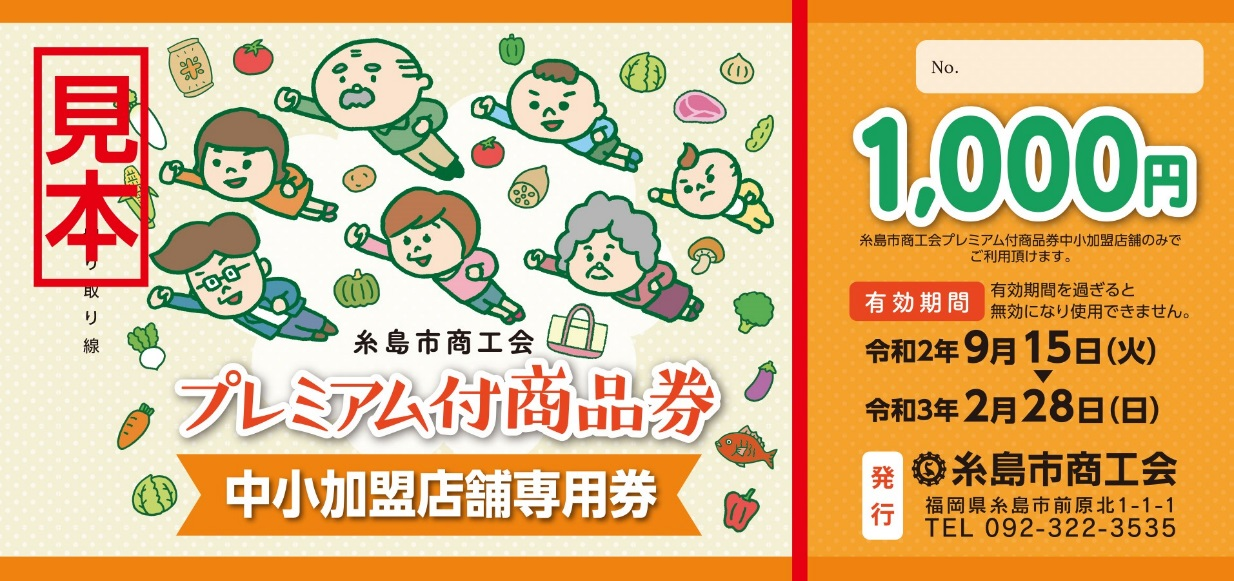 見本
り取り線
米
糸島市商工会
プレミアム付商品券
中小加盟店舗専用券
No.
1,000円
糸島市商工会プレミアム付商品券中小加盟店舗のみで
ご利用頂けます。
有効期間
有効期間を過ぎると
無効になり使用できません。
令和2年9月15日(火)
令和3年2月28日(日)
発行
糸島市商工会
福岡県糸島市前原北1-1-1
TEL 092-322-3535